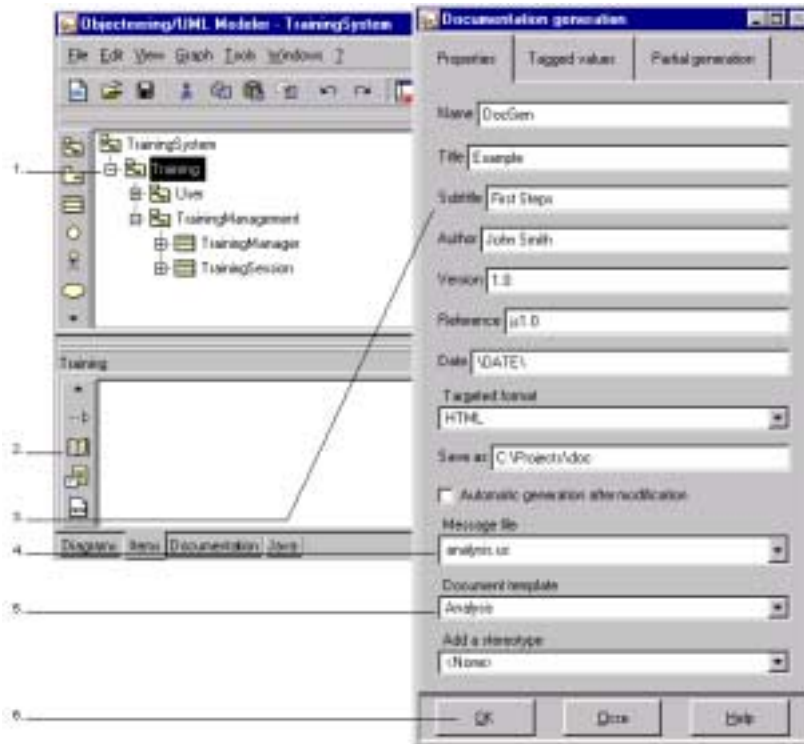 Objecteering/UML Modeler - TrainingSystem
File Edit View Graph Tools Windows ?
TrainingSystem
1.
Training
User
TrainingManagement
TrainingManager
TrainingSession
Training
2.
3.
4.
Diagrams Items Documentation Java
5.
6.
Documentation generation
Properties Tagged values Partial generation
Name DocGen
Title Example
Subtitle First Steps
Author John Smith
Version 1.0
Reference µ1.0
Date \DATE\
Targeted format
HTML
Save as C:\Projects\doc
Automatic generation after modification
Message file
analysis.us
Document template
Analysis
Add a stereotype
<None>
OK Close Help